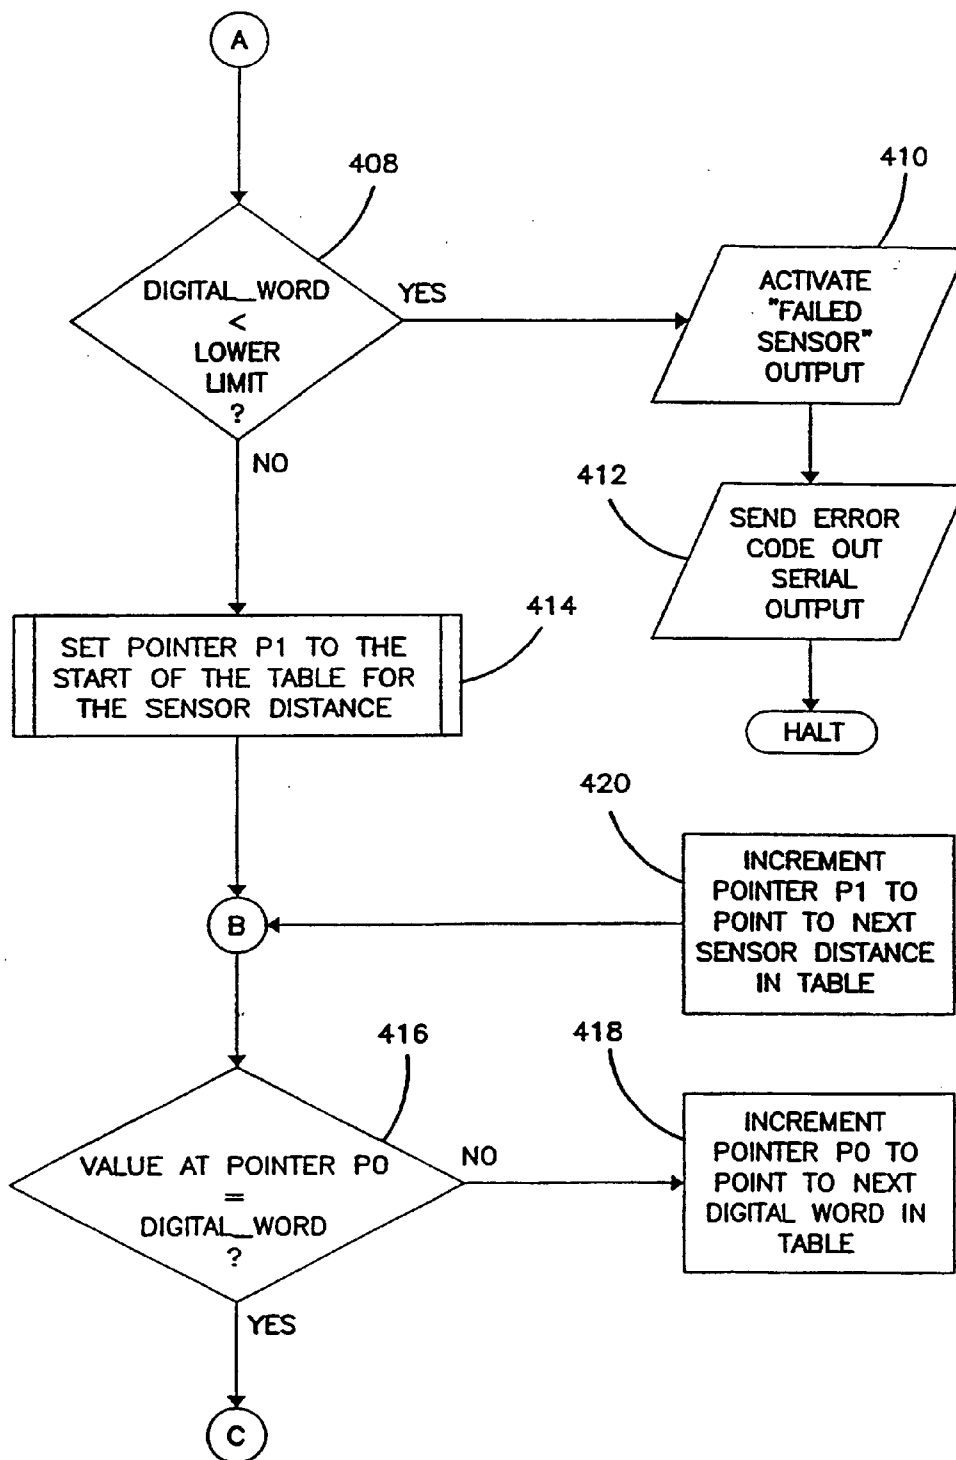 A
408
DIGITAL_WORD
<
LOWER
LIMIT
?
YES
NO
410
ACTIVATE
"FAILED
SENSOR"
OUTPUT
412
SEND ERROR
CODE OUT
SERIAL
OUTPUT
HALT
414
SET POINTER P1 TO THE
START OF THE TABLE FOR
THE SENSOR DISTANCE
420
INCREMENT
POINTER P1 TO
POINT TO NEXT
SENSOR DISTANCE
IN TABLE
B
416
VALUE AT POINTER P0
=
DIGITAL_WORD
?
NO
YES
418
INCREMENT
POINTER P0 TO
POINT TO NEXT
DIGITAL WORD IN
TABLE
C